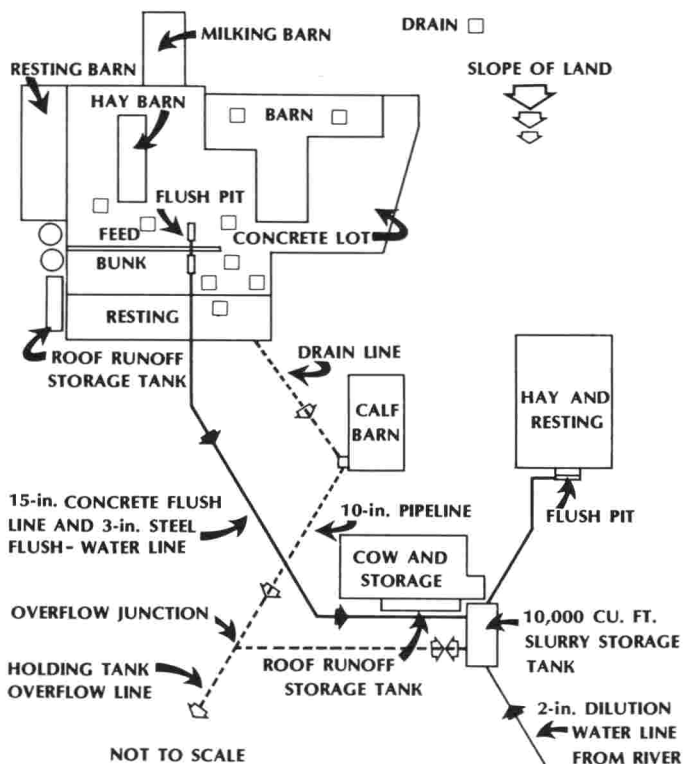 MILKING BARN
DRAIN
RESTING BARN
SLOPE OF LAND
HAY BARN
BARN
FLUSH PIT
FEED
CONCRETE LOT
BUNK
RESTING
ROOF RUNOFF
STORAGE TANK
DRAIN LINE
CALF
BARN
HAY AND
RESTING
15-in. CONCRETE FLUSH
LINE AND 3-in. STEEL
FLUSH-WATER LINE
10-in. PIPELINE
FLUSH PIT
COW AND
STORAGE
OVERFLOW JUNCTION
10,000 CU. FT.
SLURRY STORAGE
TANK
HOLDING TANK
OVERFLOW LINE
ROOF RUNOFF
STORAGE TANK
2-in. DILUTION
WATER LINE
FROM RIVER
NOT TO SCALE